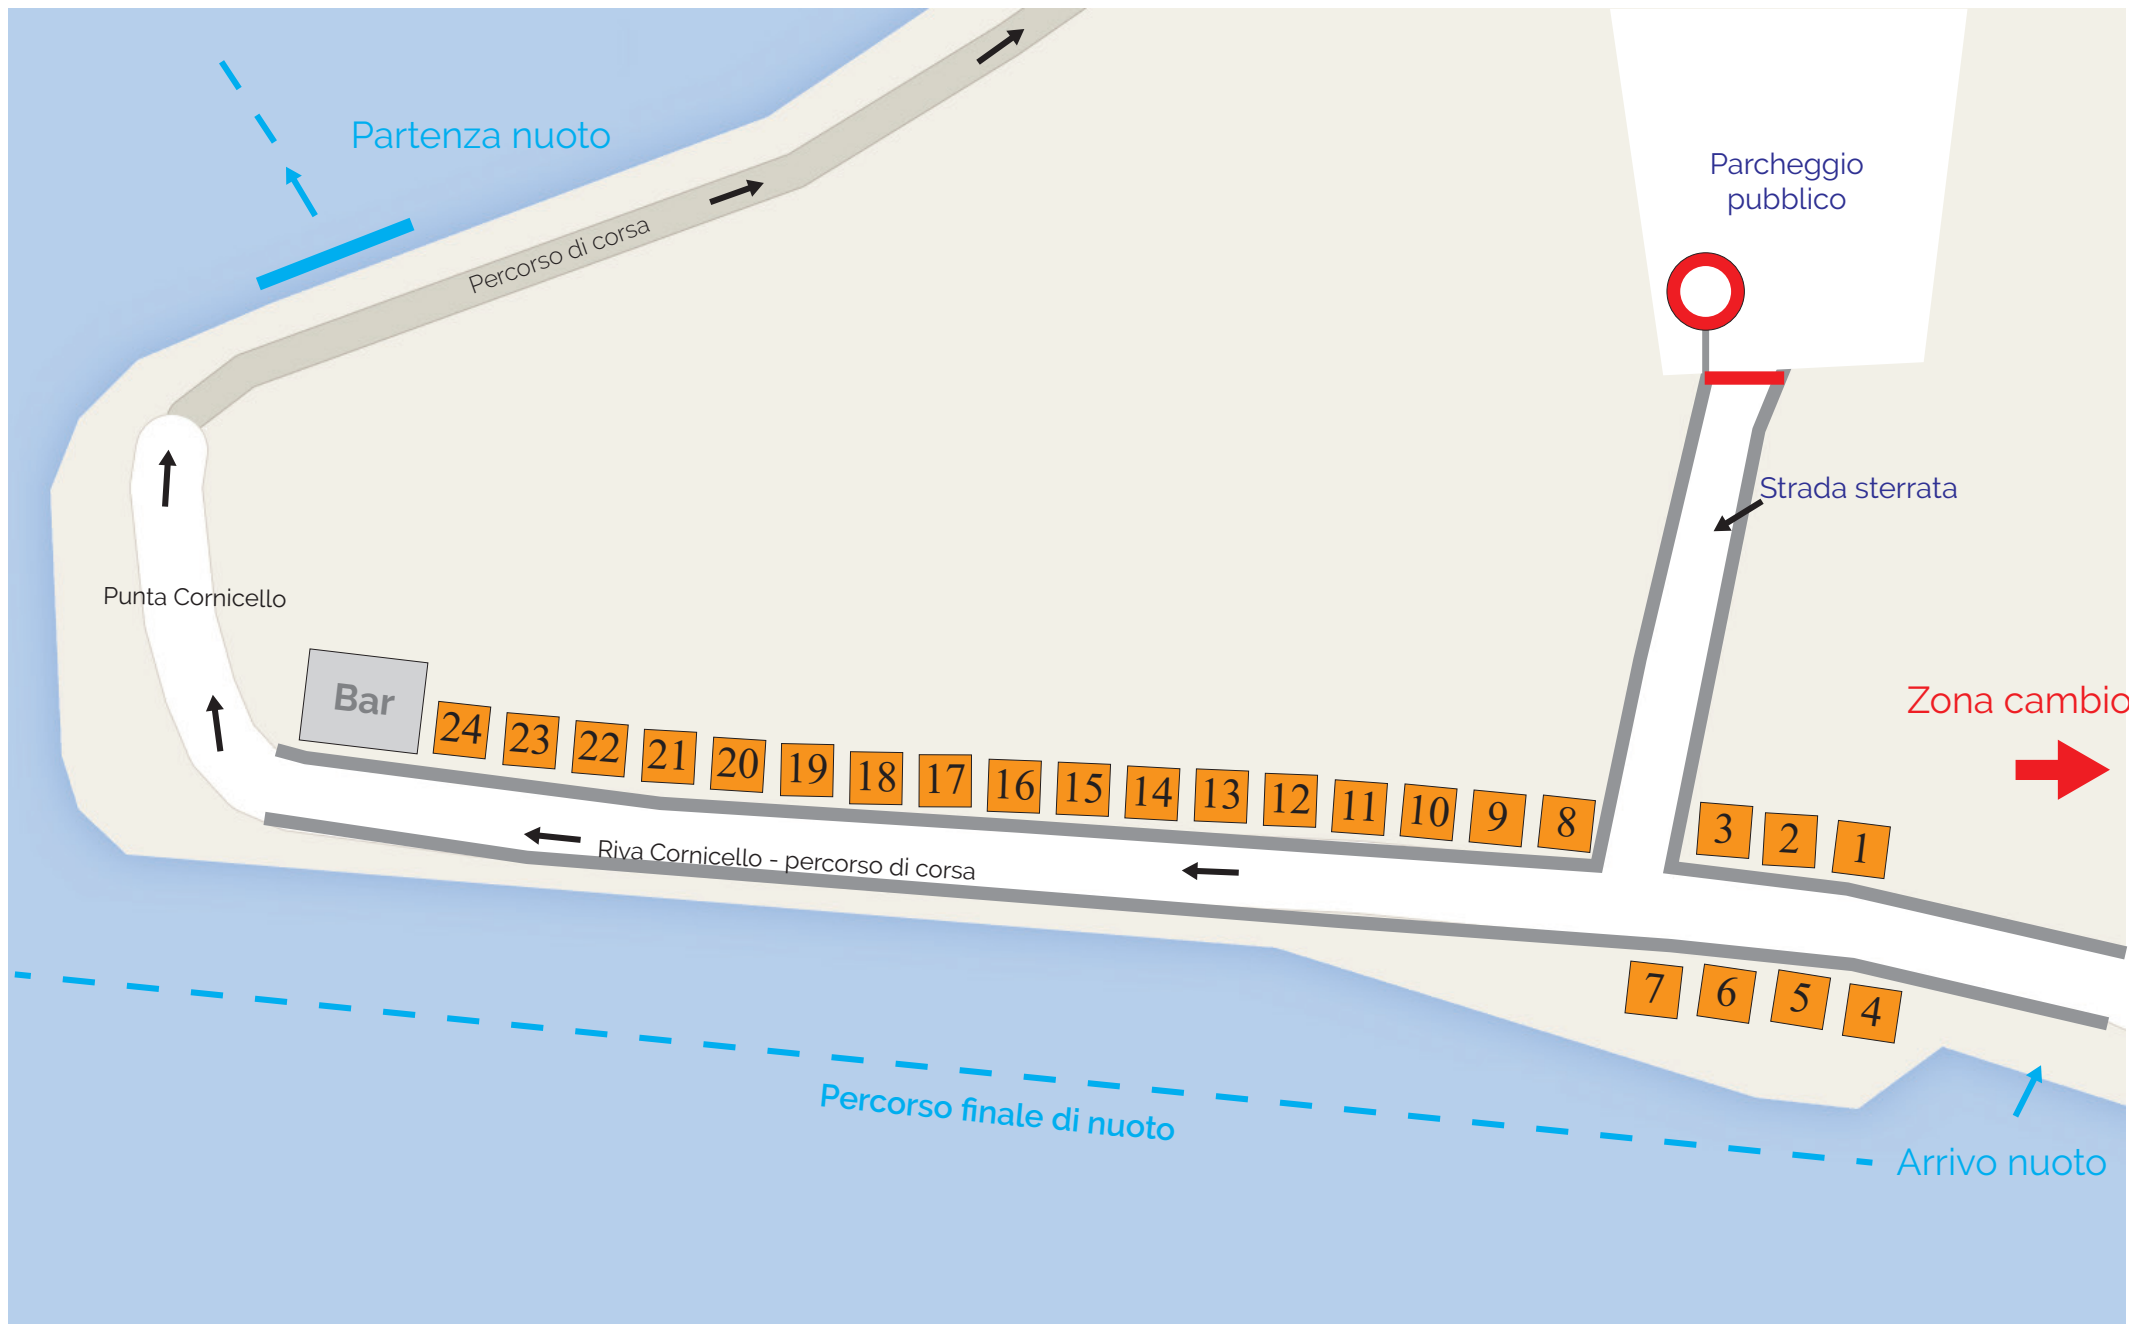 Partenza nuoto
Percorso di corsa
Parcheggio
pubblico
Strada sterrata
Punta Cornicello
Zona cambio
Bar
24 23 22 21 20 19 18 17 16 15 14 13 12 11 10 9 8
3 2 1
Riva Cornicello - percorso di corsa
7 6 5 4
Percorso finale di nuoto
Arrivo nuoto